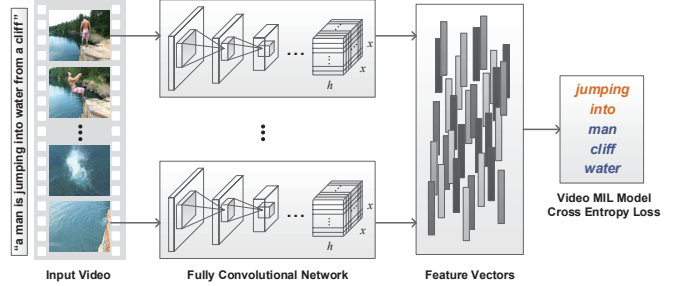 "a man is jumping into water from a cliff"
Input Video
h
x
x
h
x
x
Fully Convolutional Network
Feature Vectors
jumping
into
man
cliff
water
Video MIL Model
Cross Entropy Loss